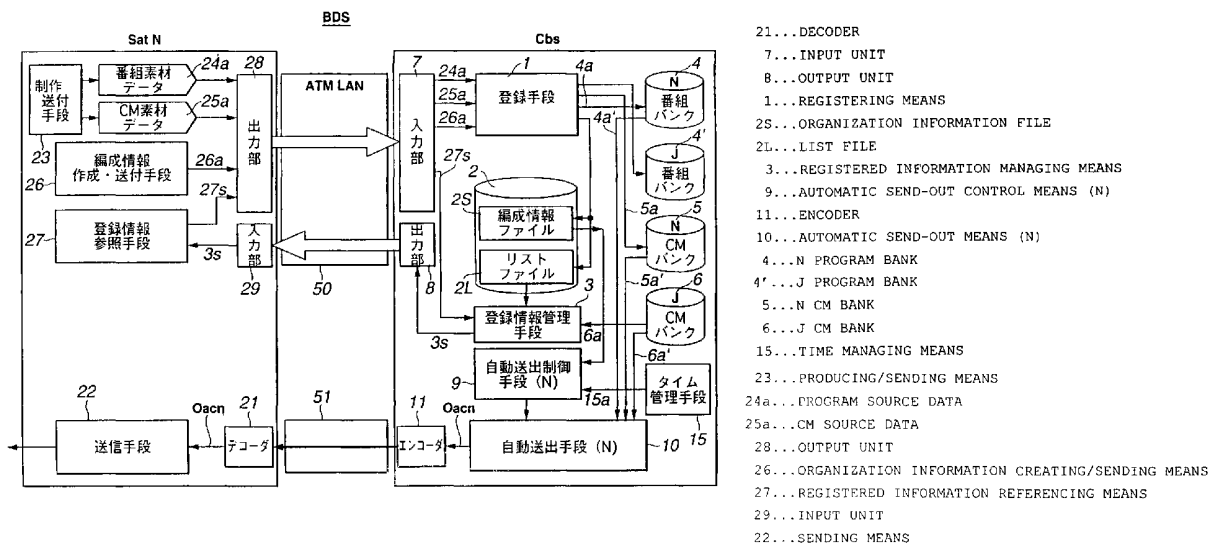 BDS
Sat N
Cbs
制作
送付
手段
23
番組素材
データ
24a
CM素材
データ
25a
28
出力部
編成情報
作成・送付手段
26
26a
27s
登録情報
参照手段
27
3s
入力部
29
ATM LAN
50
7
入力部
24a
25a
26a
27s
1
登録手段
4a
4a'
N
番組
バンク
4
J
番組
バンク
4'
5a
N
CM
バンク
5
5a'
J
CM
バンク
6
6a
6a'
2
2S
編成情報
ファイル
リスト
ファイル
2L
出力部
8
3
登録情報管理
手段
3s
自動送出制御
手段(N)
9
15a
タイム
管理手段
15
22
送信手段
Oacn
21
デコーダ
51
11
エンコーダ
Oacn
自動送出手段(N)
10
21...DECODER
7...INPUT UNIT
8...OUTPUT UNIT
1...REGISTERING MEANS
2S...ORGANIZATION INFORMATION FILE
2L...LIST FILE
3...REGISTERED INFORMATION MANAGING MEANS
9...AUTOMATIC SEND-OUT CONTROL MEANS (N)
11...ENCODER
10...AUTOMATIC SEND-OUT MEANS (N)
4...N PROGRAM BANK
4'...J PROGRAM BANK
5...N CM BANK
6...J CM BANK
15...TIME MANAGING MEANS
23...PRODUCING/SENDING MEANS
24a...PROGRAM SOURCE DATA
25a...CM SOURCE DATA
28...OUTPUT UNIT
26...ORGANIZATION INFORMATION CREATING/SENDING MEANS
27...REGISTERED INFORMATION REFERENCING MEANS
29...INPUT UNIT
22...SENDING MEANS